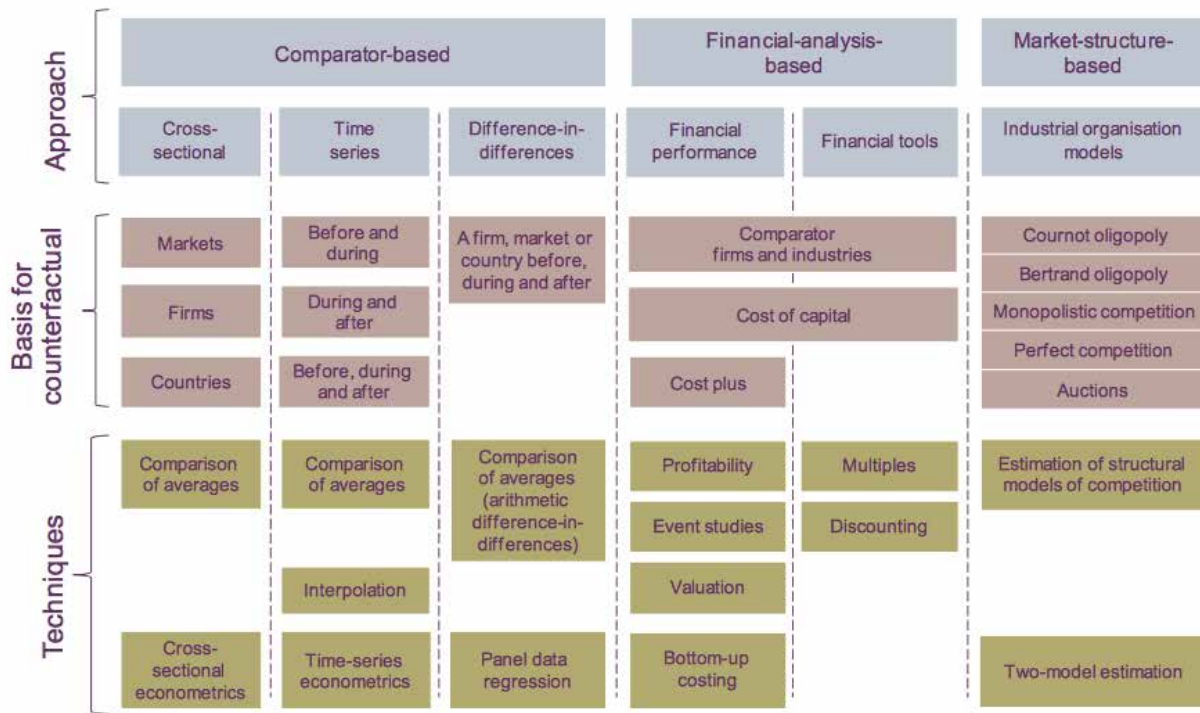 Approach
Comparator-based
Financial-analysis-
based
Market-structure-
based
Cross-
sectional
Time
series
Difference-in-
differences
Financial
performance
Financial tools
Industrial organisation
models
Basis for
counterfactual
Markets
Firms
Countries
Before and
during
During and
after
Before, during
and after
A firm, market or
country before,
during and after
Comparator
firms and industries
Cost of capital
Cost plus
Cournot oligopoly
Bertrand oligopoly
Monopolistic competition
Perfect competition
Auctions
Techniques
Comparison
of averages
Cross-
sectional
econometrics
Comparison
of averages
Interpolation
Time-series
econometrics
Comparison
of averages
(arithmetic
difference-in-
differences)
Panel data
regression
Profitability
Event studies
Valuation
Bottom-up
costing
Multiples
Discounting
Estimation of structural
models of competition
Two-model estimation